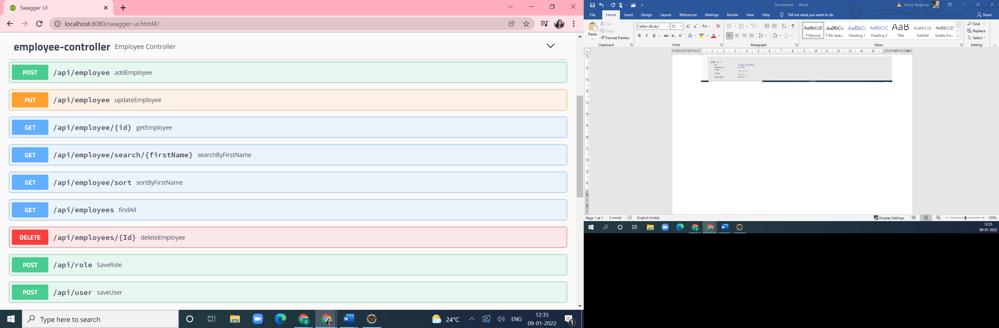 Swagger UI
localhost:8080/swagger-ui.html#/
employee-controller Employee Controller
POST /api/employee addEmployee
PUT /api/employee updateEmployee
GET /api/employee/{id} getEmployee
GET /api/employee/search/{firstName} searchByFirstName
GET /api/employee/sort sortByFirstName
GET /api/employees findAll
DELETE /api/employees/{Id} deleteEmployee
POST /api/role SaveRole
POST /api/user saveUser
Type here to search
B
24°C
ENG
12:35
09-01-2022
1
Document2 - Word
Binny Verghese
File Home Insert Design Layout References Mailings Review View Help Tell me what you want to do Share
Paste
Cut
Copy
Format Painter
Clipboard
Calibri (Body) 12
Font
Paragraph
AaBbCcD AaBbCcI AaBbCc AaBbCcE AaB AaBbCcD AaBbCcD
¶ Normal ¶ No Spac... Heading 1 Heading 2 Title Subtitle Subtle Em...
Styles
Find
Replace
Select
Editing
User {
id integer($int64)
password string
role [...]
roles [...]
username string
}
Page 1 of 1 2 words English (India) Display Settings 100%
12:35
09-01-2022